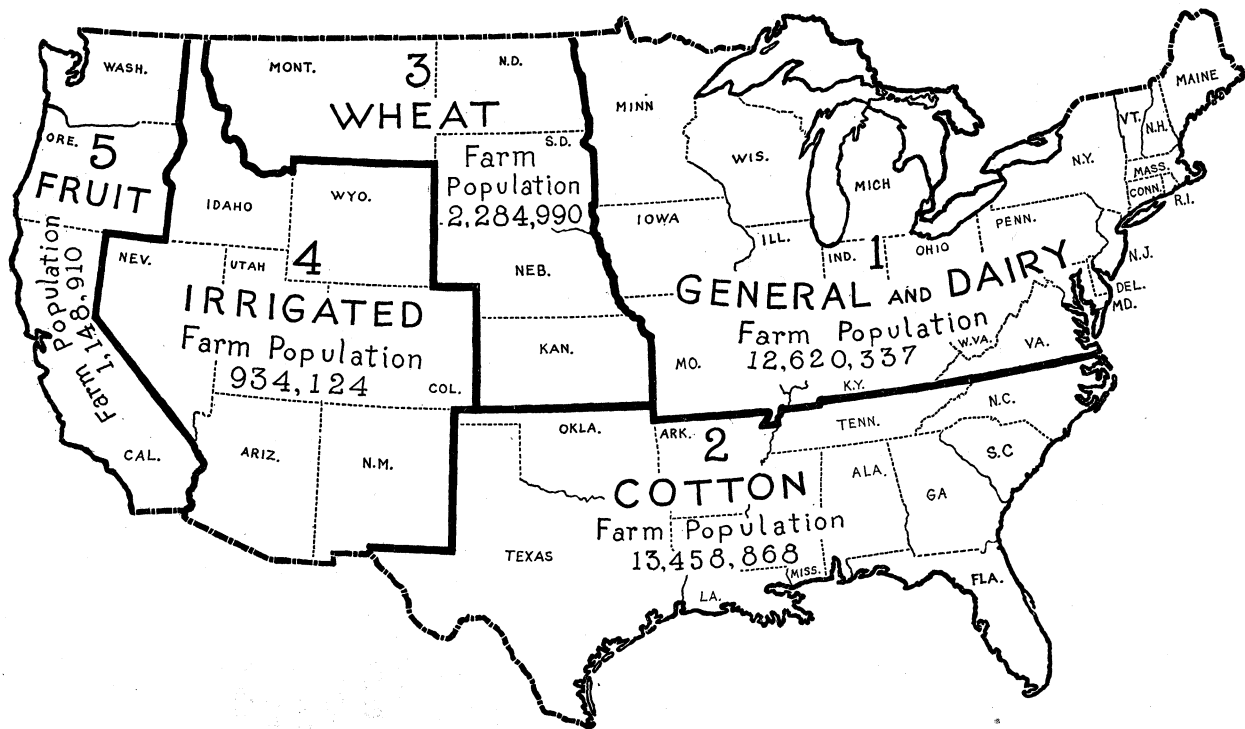 WASH.
MONT.
3
N.D.
WHEAT
ORE.
5
FRUIT
Farm Population
1,148,910
CAL.
S.D.
Farm
Population
2,284,990
NEB.
KAN.
IDAHO
WYO.
NEV.
UTAH
4
IRRIGATED
Farm Population
934,124
COL.
ARIZ.
N.M.
MINN
WIS.
MICH
IOWA
ILL.
IND.
1
OHIO
PENN.
N.Y.
VT.
N.H.
MAINE
MASS.
CONN.
R.I.
N.J.
DEL.
MD.
GENERAL AND DAIRY
Farm Population
12,620,337
MO.
W.VA.
VA.
K.Y.
OKLA.
ARK.
2
TENN.
N.C.
S.C
ALA.
GA
COTTON
Farm Population
13,458,868
TEXAS
MISS.
LA.
FLA.